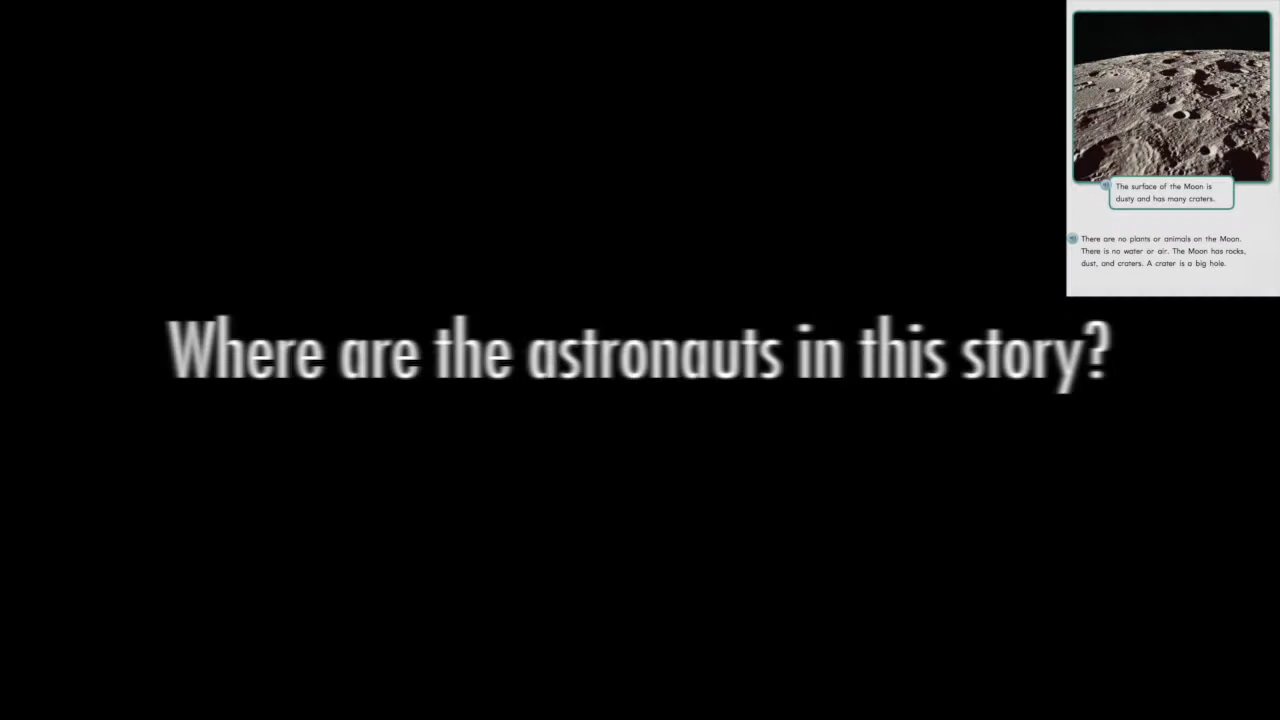 The surface of the Moon is
dusty and has many craters.
There are no plants or animals on the Moon.
There is no water or air. The Moon has rocks,
dust, and craters. A crater is a big hole.
Where are the astronauts in this story?